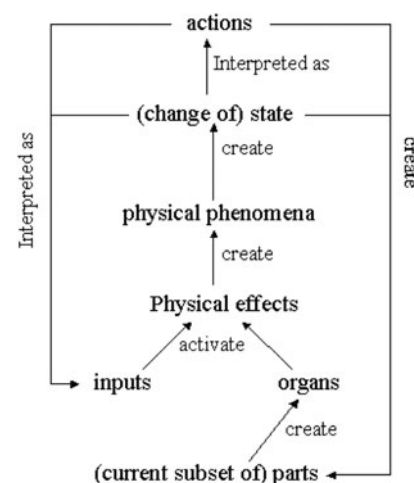 actions
Interpreted as
(change of) state
create
physical phenomena
create
Physical effects
activate
inputs
organs
create
(current subset of) parts
Interpreted as
create